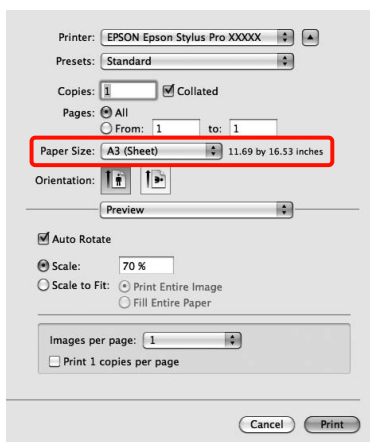 Printer: EPSON Epson Stylus Pro XXXXX
Presets: Standard
Copies: 1 Collated
Pages: All
From: 1 to: 1
Paper Size: A3 (Sheet) 11.69 by 16.53 inches
Orientation:
Preview
Auto Rotate
Scale: 70 %
Scale to Fit: Print Entire Image
Fill Entire Paper
Images per page: 1
Print 1 copies per page
Cancel Print